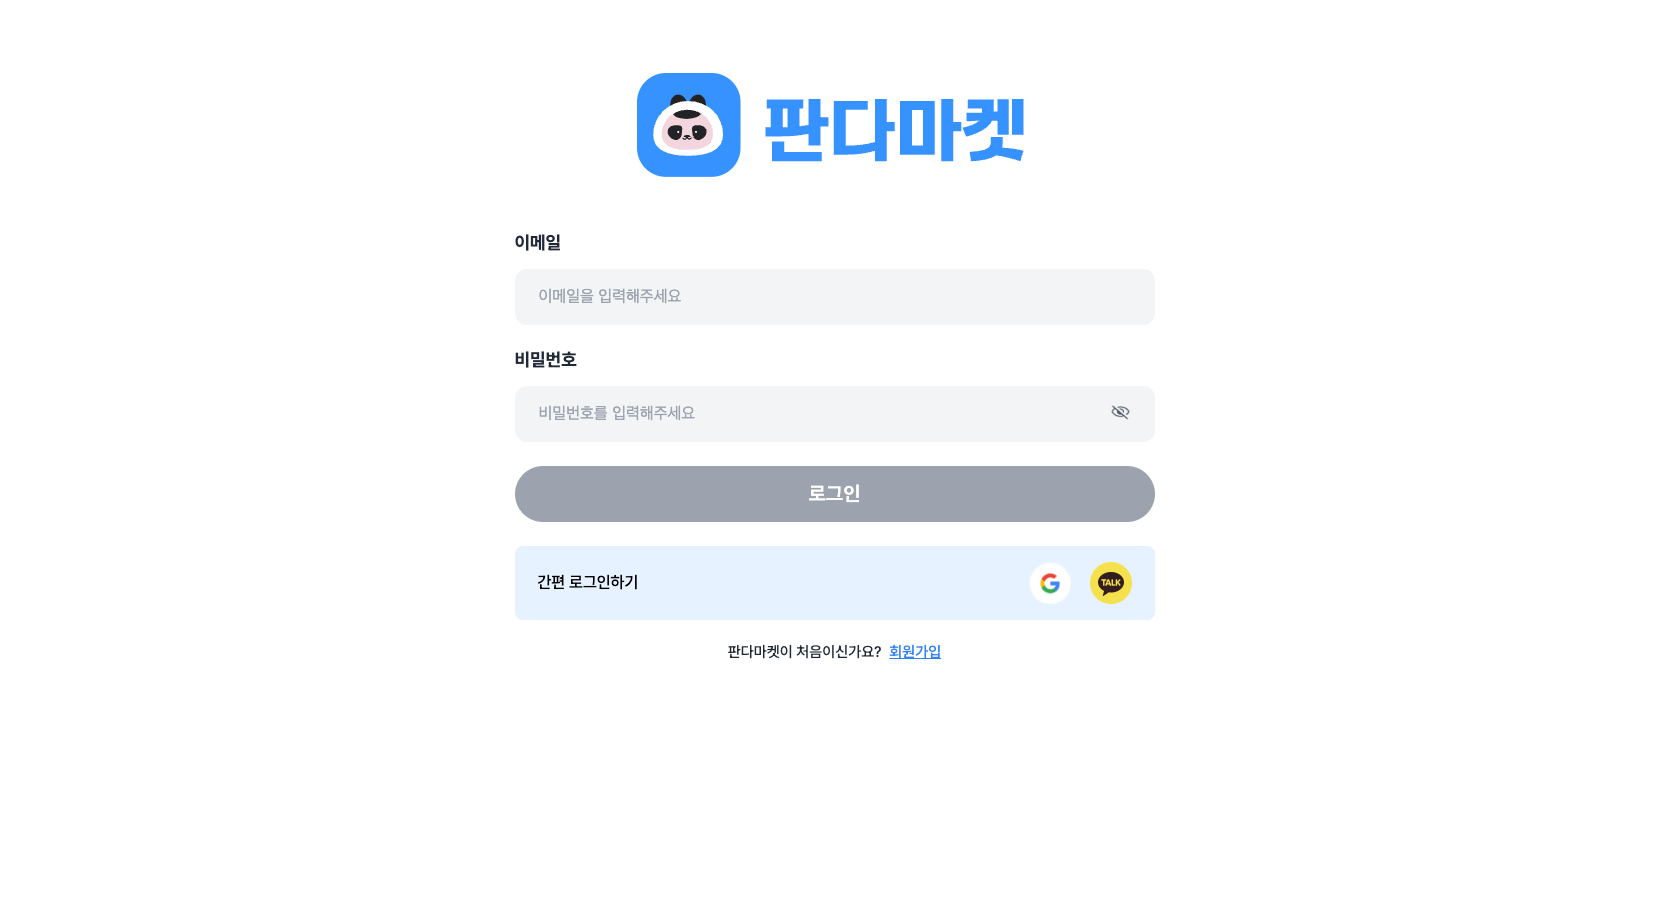 판다마켓
이메일
이메일을 입력해주세요
비밀번호
비밀번호를 입력해주세요
로그인
간편 로그인하기
G
TALK
판다마켓이 처음이신가요? 회원가입